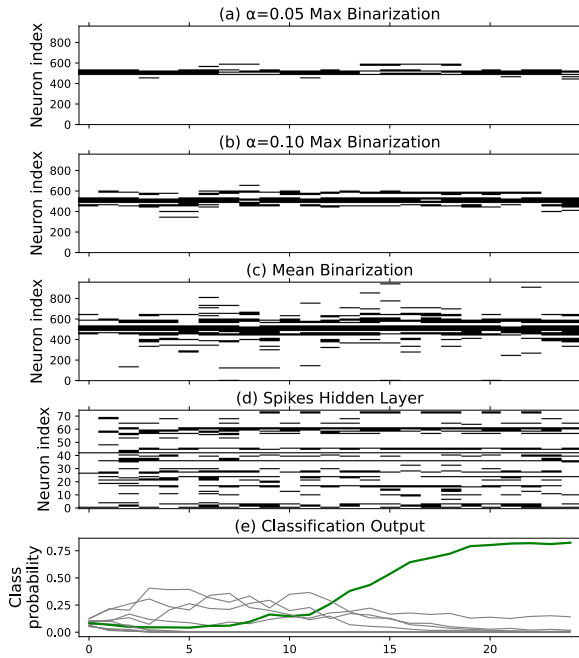 (a) α=0.05 Max Binarization
Neuron index
800
600
400
200
0
(b) α=0.10 Max Binarization
Neuron index
800
600
400
200
0
(c) Mean Binarization
Neuron index
800
600
400
200
0
(d) Spikes Hidden Layer
Neuron index
70
60
50
40
30
20
10
0
(e) Classification Output
Class
probability
0.75
0.50
0.25
0.00
0 5 10 15 20